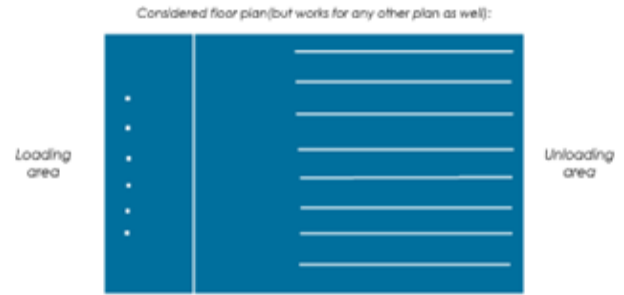 Considered floor plan(but works for any other plan as well):
Loading
area
Unloading
area